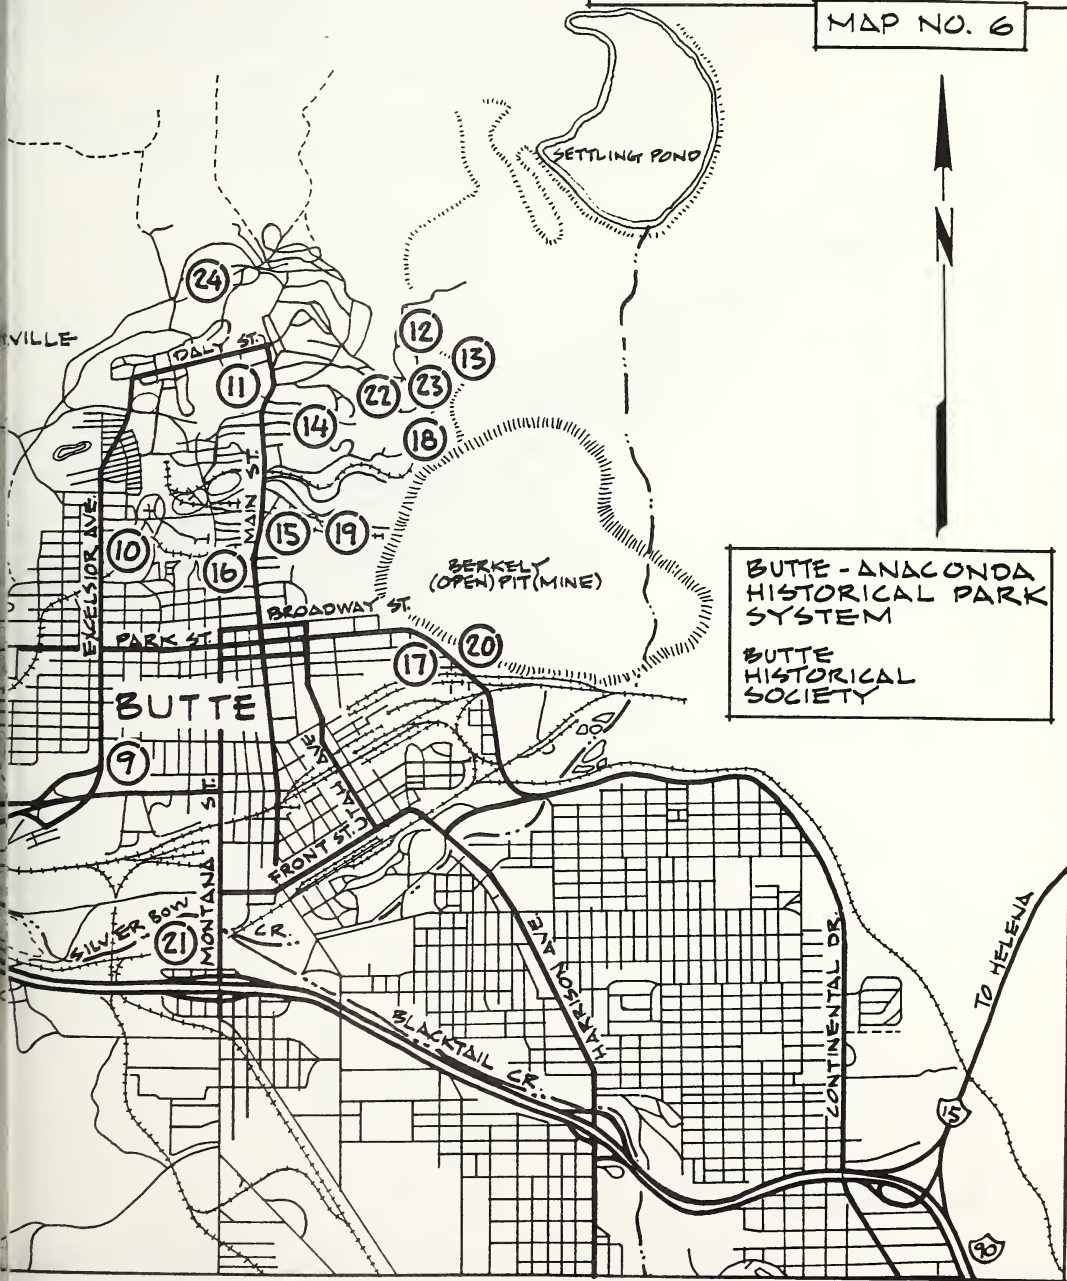 MAP NO. 6
SETTLING POND
N
24
VILLE
DALY ST.
12
13
11
22
23
14
18
MAIN ST.
EXCELSIOR AVE.
10
15
19
16
BERKELY
(OPEN) PIT (MINE)
BUTTE - ANACONDA
HISTORICAL PARK
SYSTEM
BUTTE
HISTORICAL
SOCIETY
BROADWAY ST.
PARK ST.
17
20
BUTTE
9
UTAH AVE
MONTANA ST.
FRONT ST.
SILVER BOW
CR.
21
HARRISON AVE.
CONTINENTAL DR.
TO HELENA
BLACKTAIL CR.
15
90